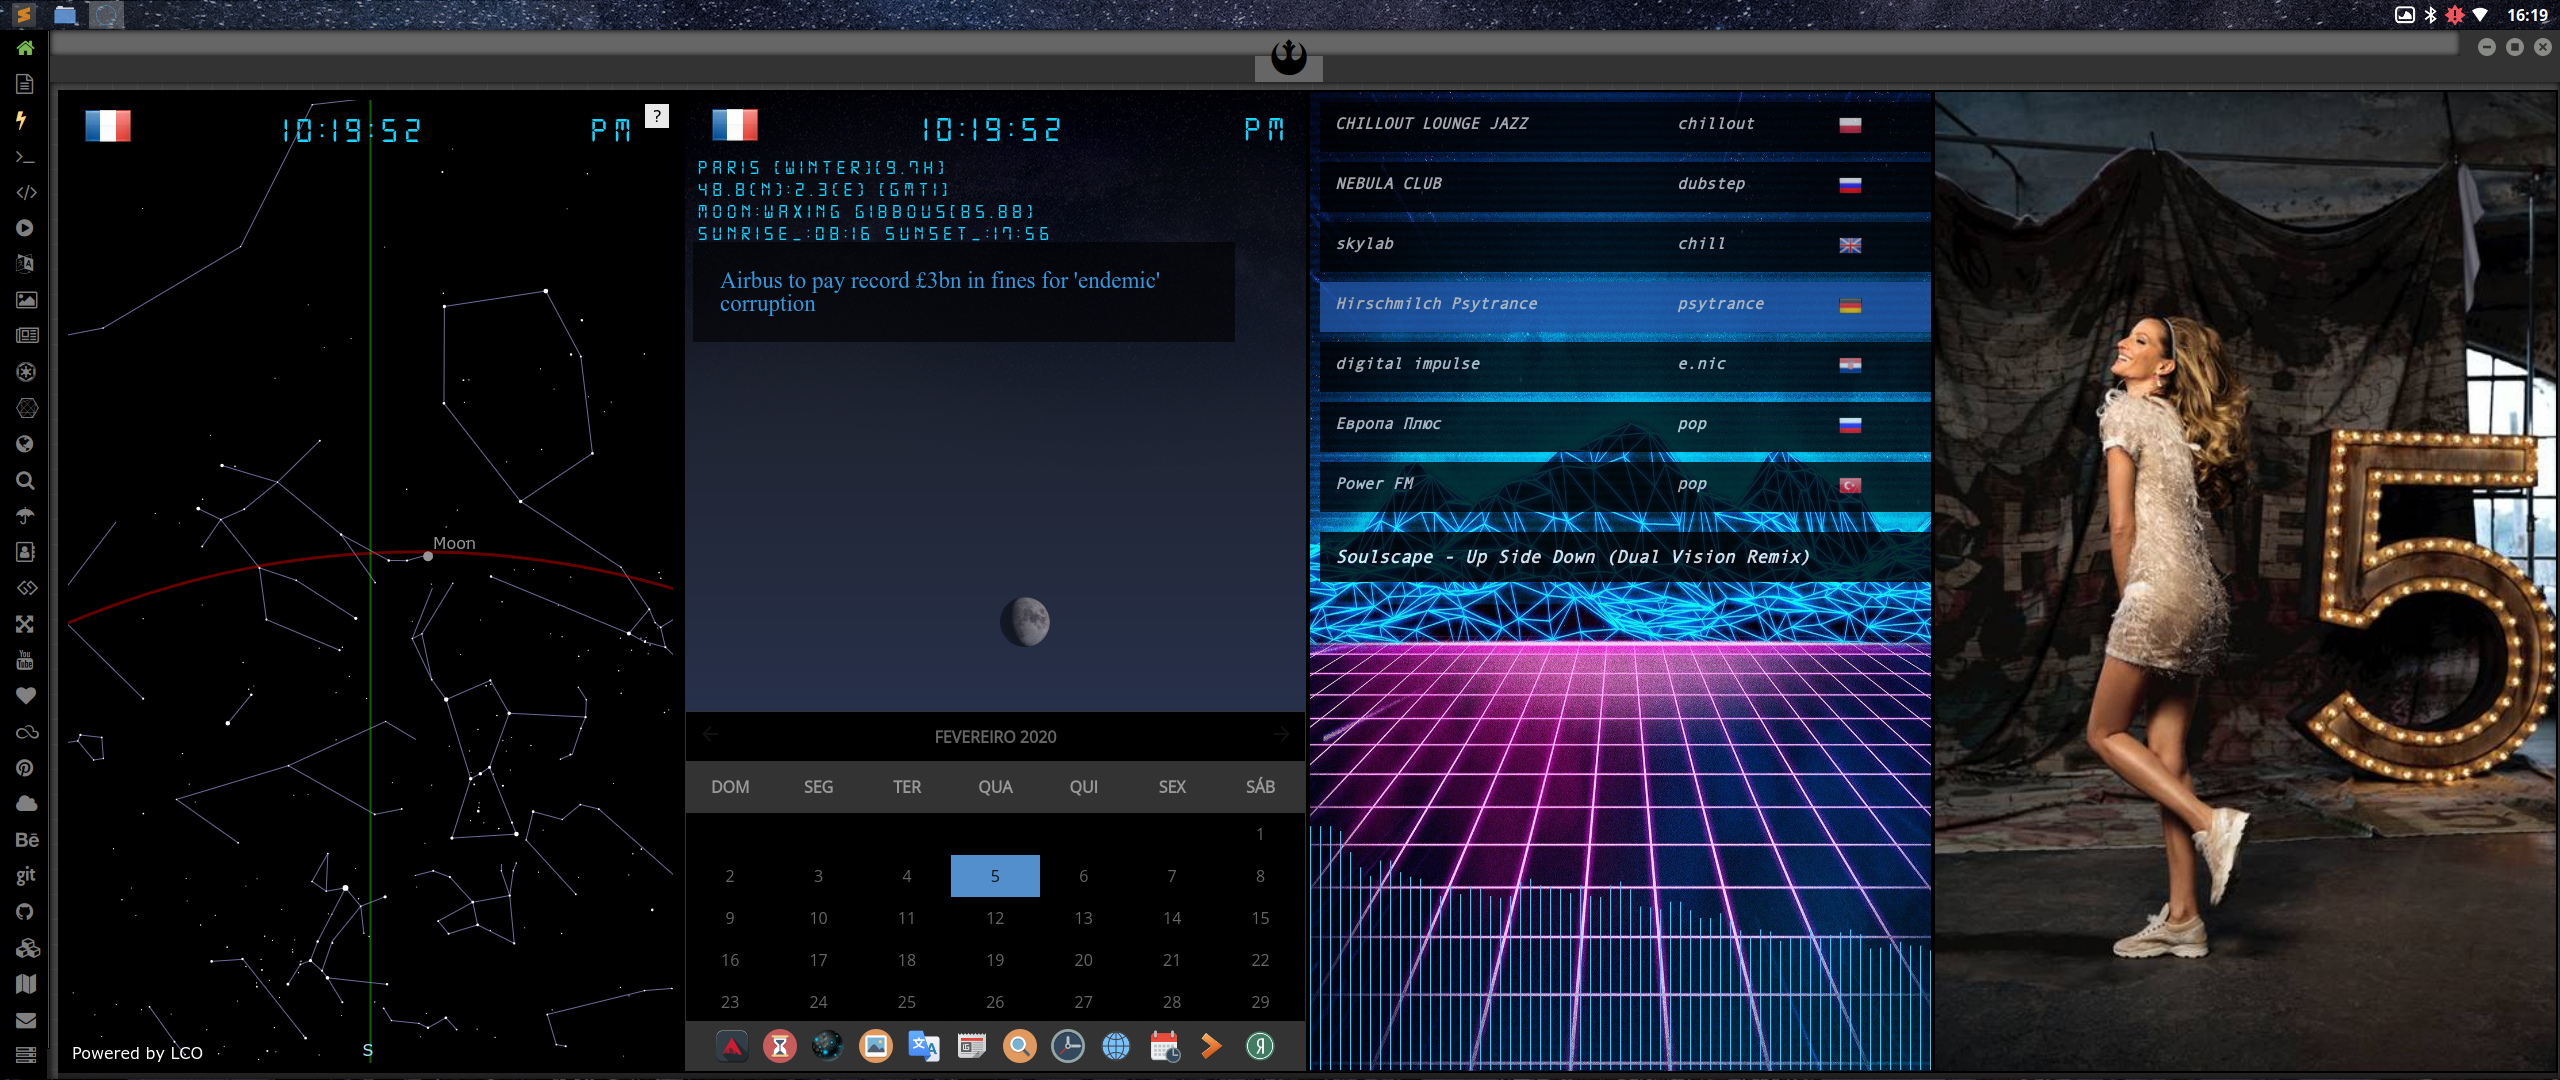 16:19
10:19:52 PM
?
Moon
S
Powered by LCO
10:19:52 PM
PARIS [WINTER][9.7H]
48.8[N]:2.3[E] [GMT1]
MOON:WAXING GIBBOUS[85.88]
SUNRISE_:08:16 SUNSET_:17:56
Airbus to pay record £3bn in fines for 'endemic'
corruption
FEVEREIRO 2020
DOM SEG TER QUA QUI SEX SÁB
1
2 3 4 5 6 7 8
9 10 11 12 13 14 15
16 17 18 19 20 21 22
23 24 25 26 27 28 29
CHILLOUT LOUNGE JAZZ chillout
NEBULA CLUB dubstep
skylab chill
Hirschmilch Psytrance psytrance
digital impulse e.nic
Европа Плюс pop
Power FM pop
Soulscape - Up Side Down (Dual Vision Remix)
5
You
Tube
Bē
git